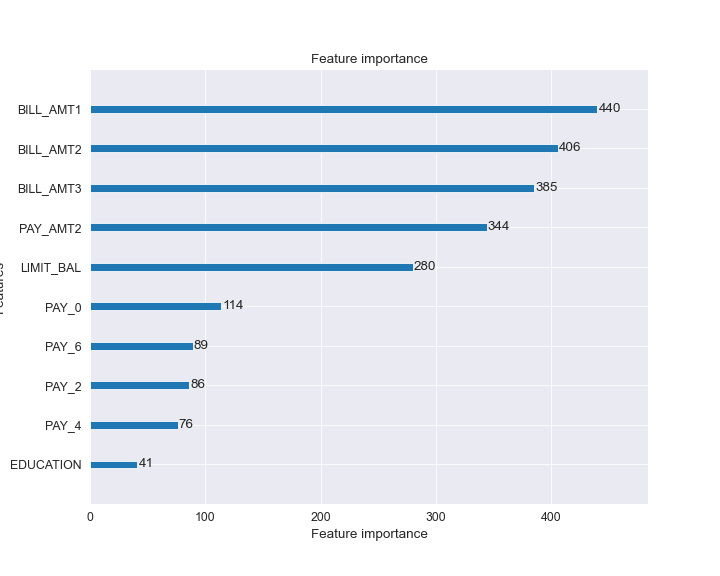 Feature importance
BILL_AMT1 440
BILL_AMT2 406
BILL_AMT3 385
PAY_AMT2 344
LIMIT_BAL 280
PAY_0 114
PAY_6 89
PAY_2 86
PAY_4 76
EDUCATION 41
0 100 200 300 400
Feature importance